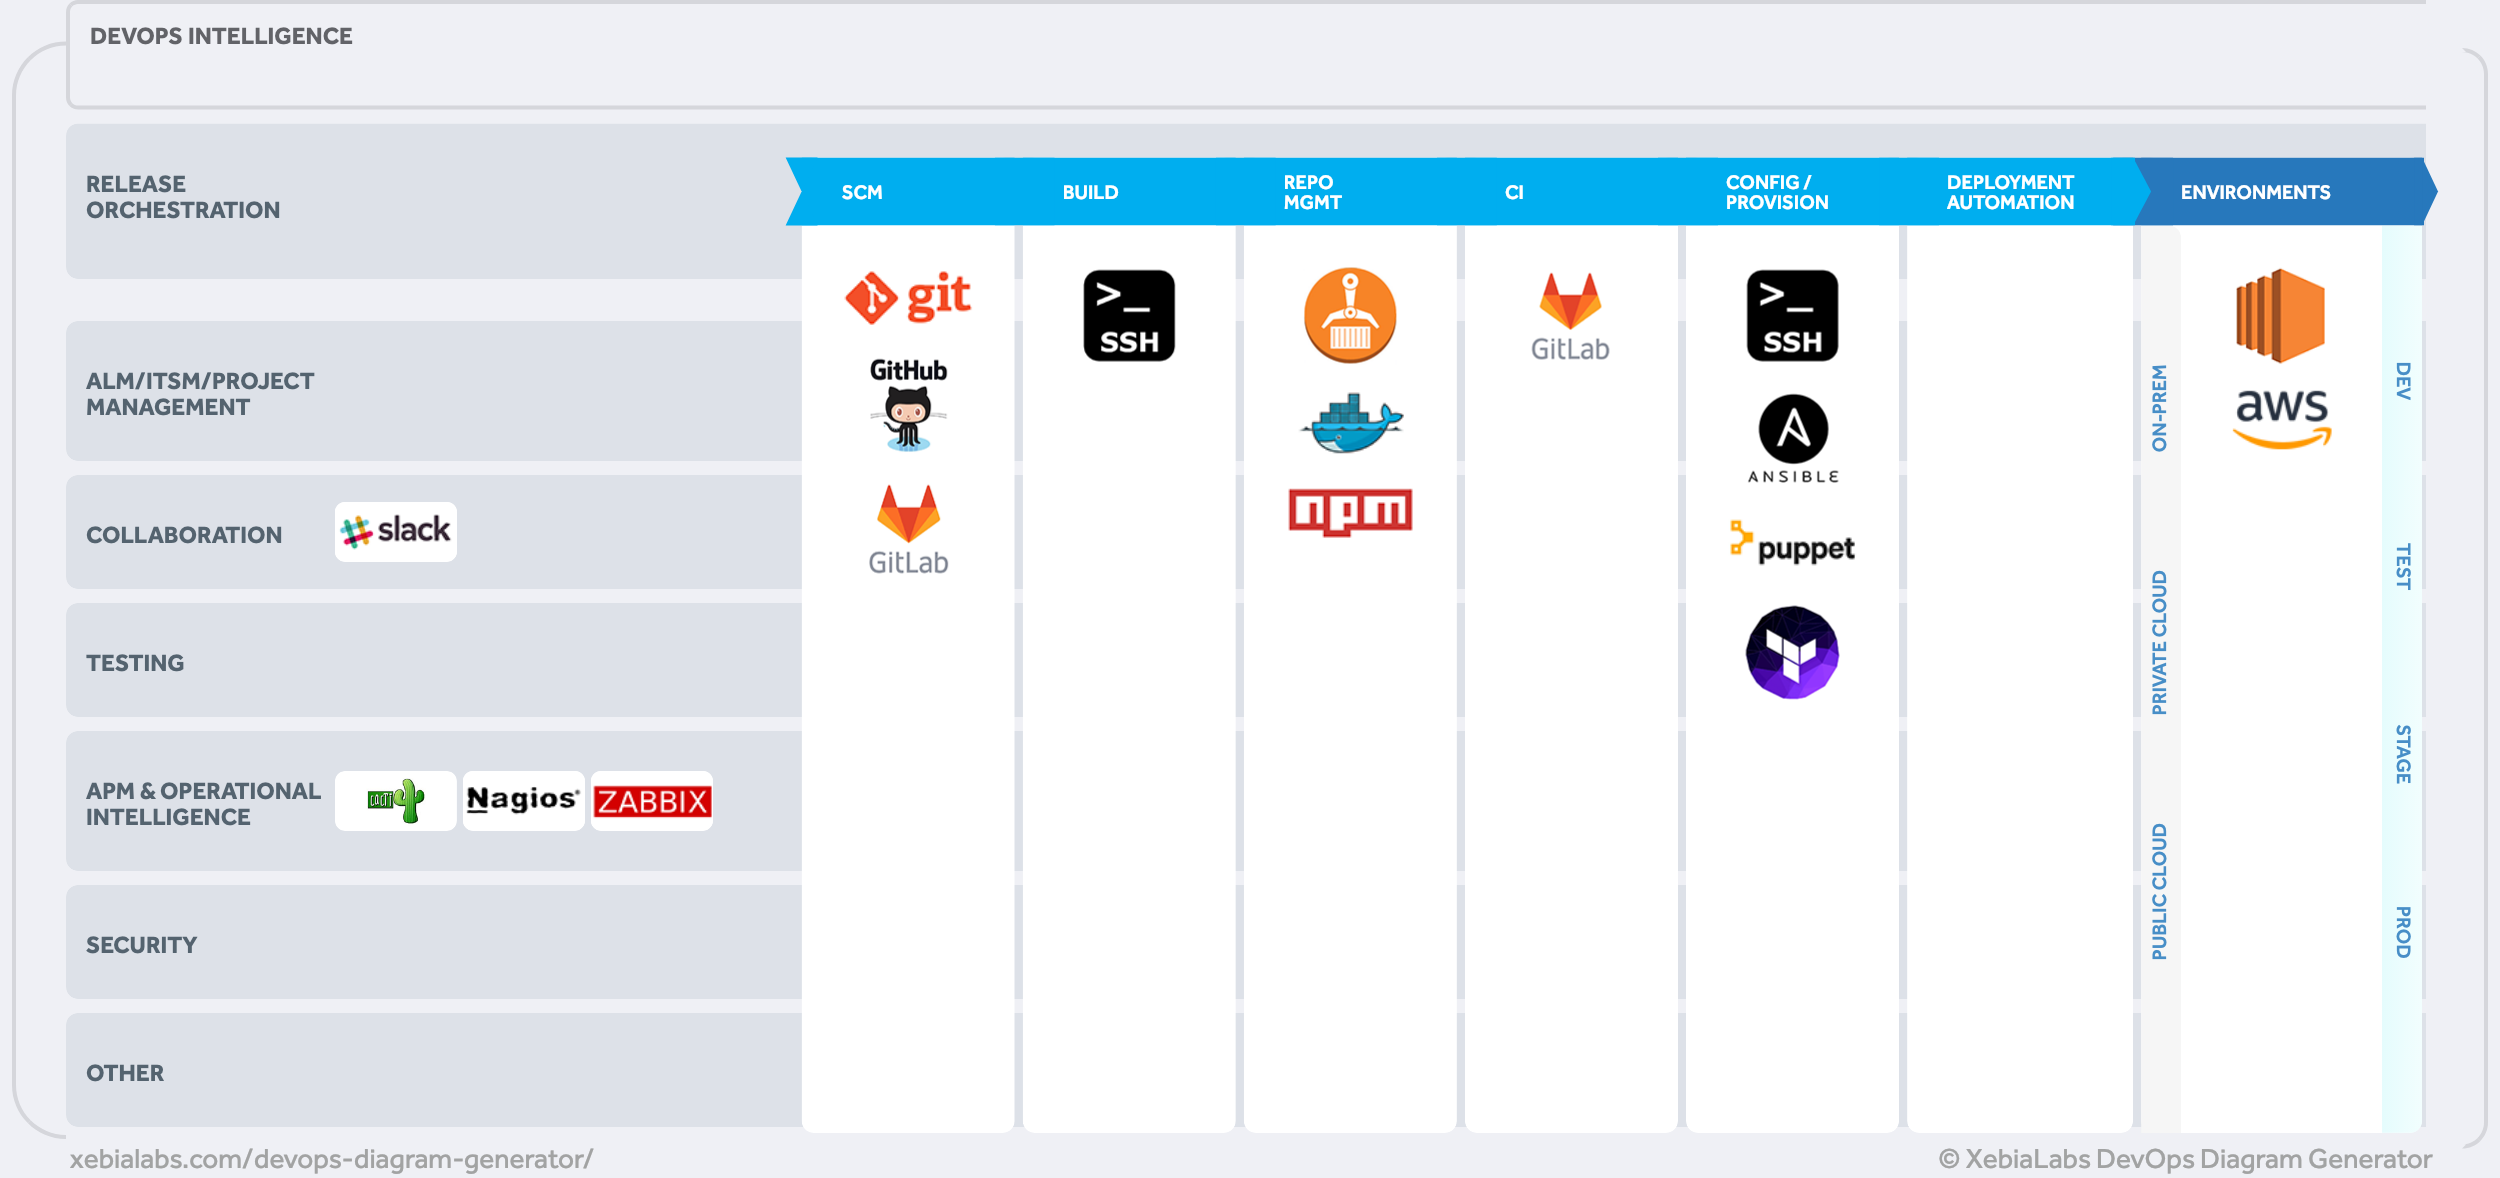 DEVOPS INTELLIGENCE
RELEASE
ORCHESTRATION
SCM
BUILD
REPO
MGMT
CI
CONFIG /
PROVISION
DEPLOYMENT
AUTOMATION
ENVIRONMENTS
git
GitHub
GitLab
>_
SSH
npm
GitLab
>_
SSH
ANSIBLE
puppet
aws
ON-PREM
PRIVATE CLOUD
PUBLIC CLOUD
DEV
TEST
STAGE
PROD
ALM/ITSM/PROJECT
MANAGEMENT
COLLABORATION
slack
TESTING
APM & OPERATIONAL
INTELLIGENCE
cacti
Nagios®
ZABBIX
SECURITY
OTHER
xebialabs.com/devops-diagram-generator/
© XebiaLabs DevOps Diagram Generator